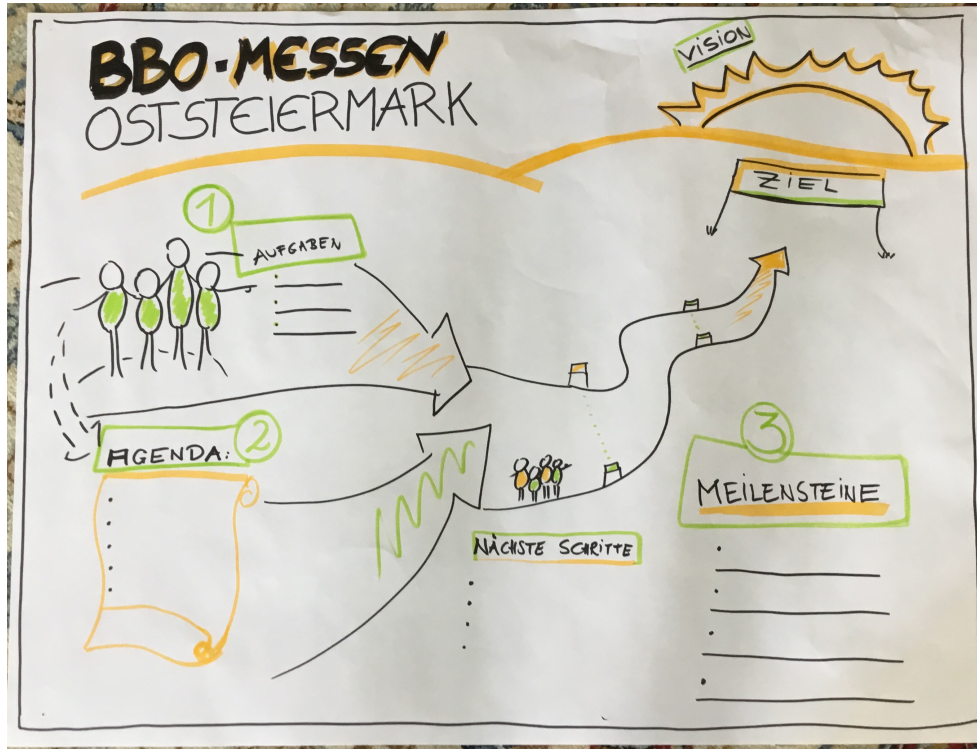 BBO-MESSEN
OSTSTEIERMARK
VISION
ZIEL
1
AUFGABEN
AGENDA:
2
3
MEILENSTEINE
NÄCHSTE SCHRITTE